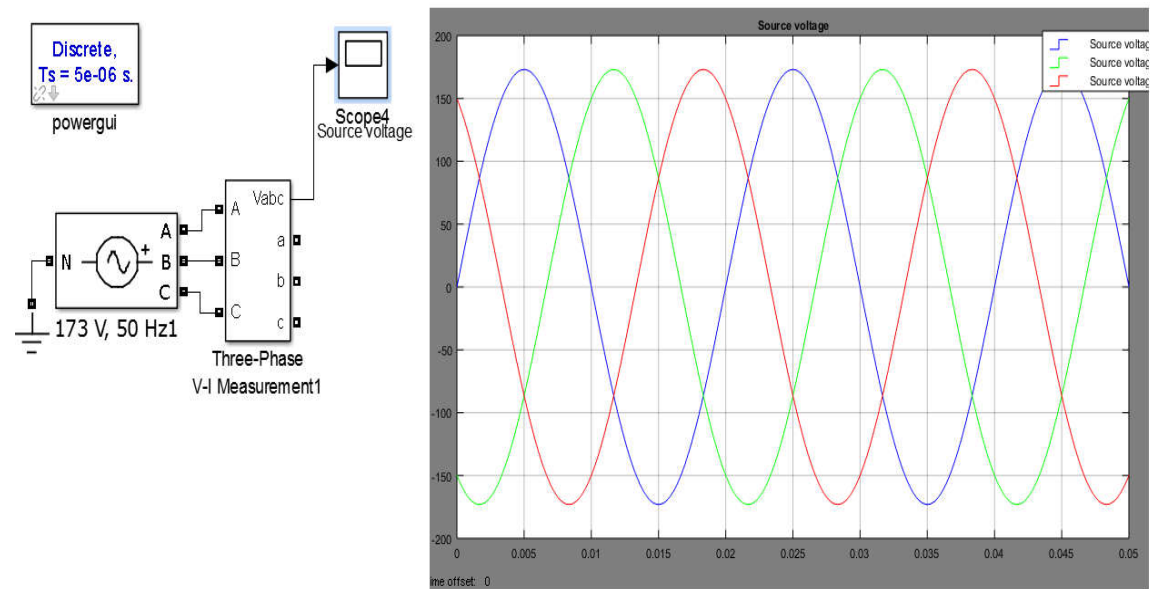 Discrete,
Ts = 5e-06 s.
powergui
Scope4
Source voltage
Vabc
A
A
a
N
+
B
B
b
C
C
c
173 V, 50 Hz1
Three-Phase
V-I Measurement1
Source voltage
Source voltag
Source voltag
Source voltag
200
150
100
50
0
-50
-100
-150
-200
0 0.005 0.01 0.015 0.02 0.025 0.03 0.035 0.04 0.045 0.05
ime offset: 0